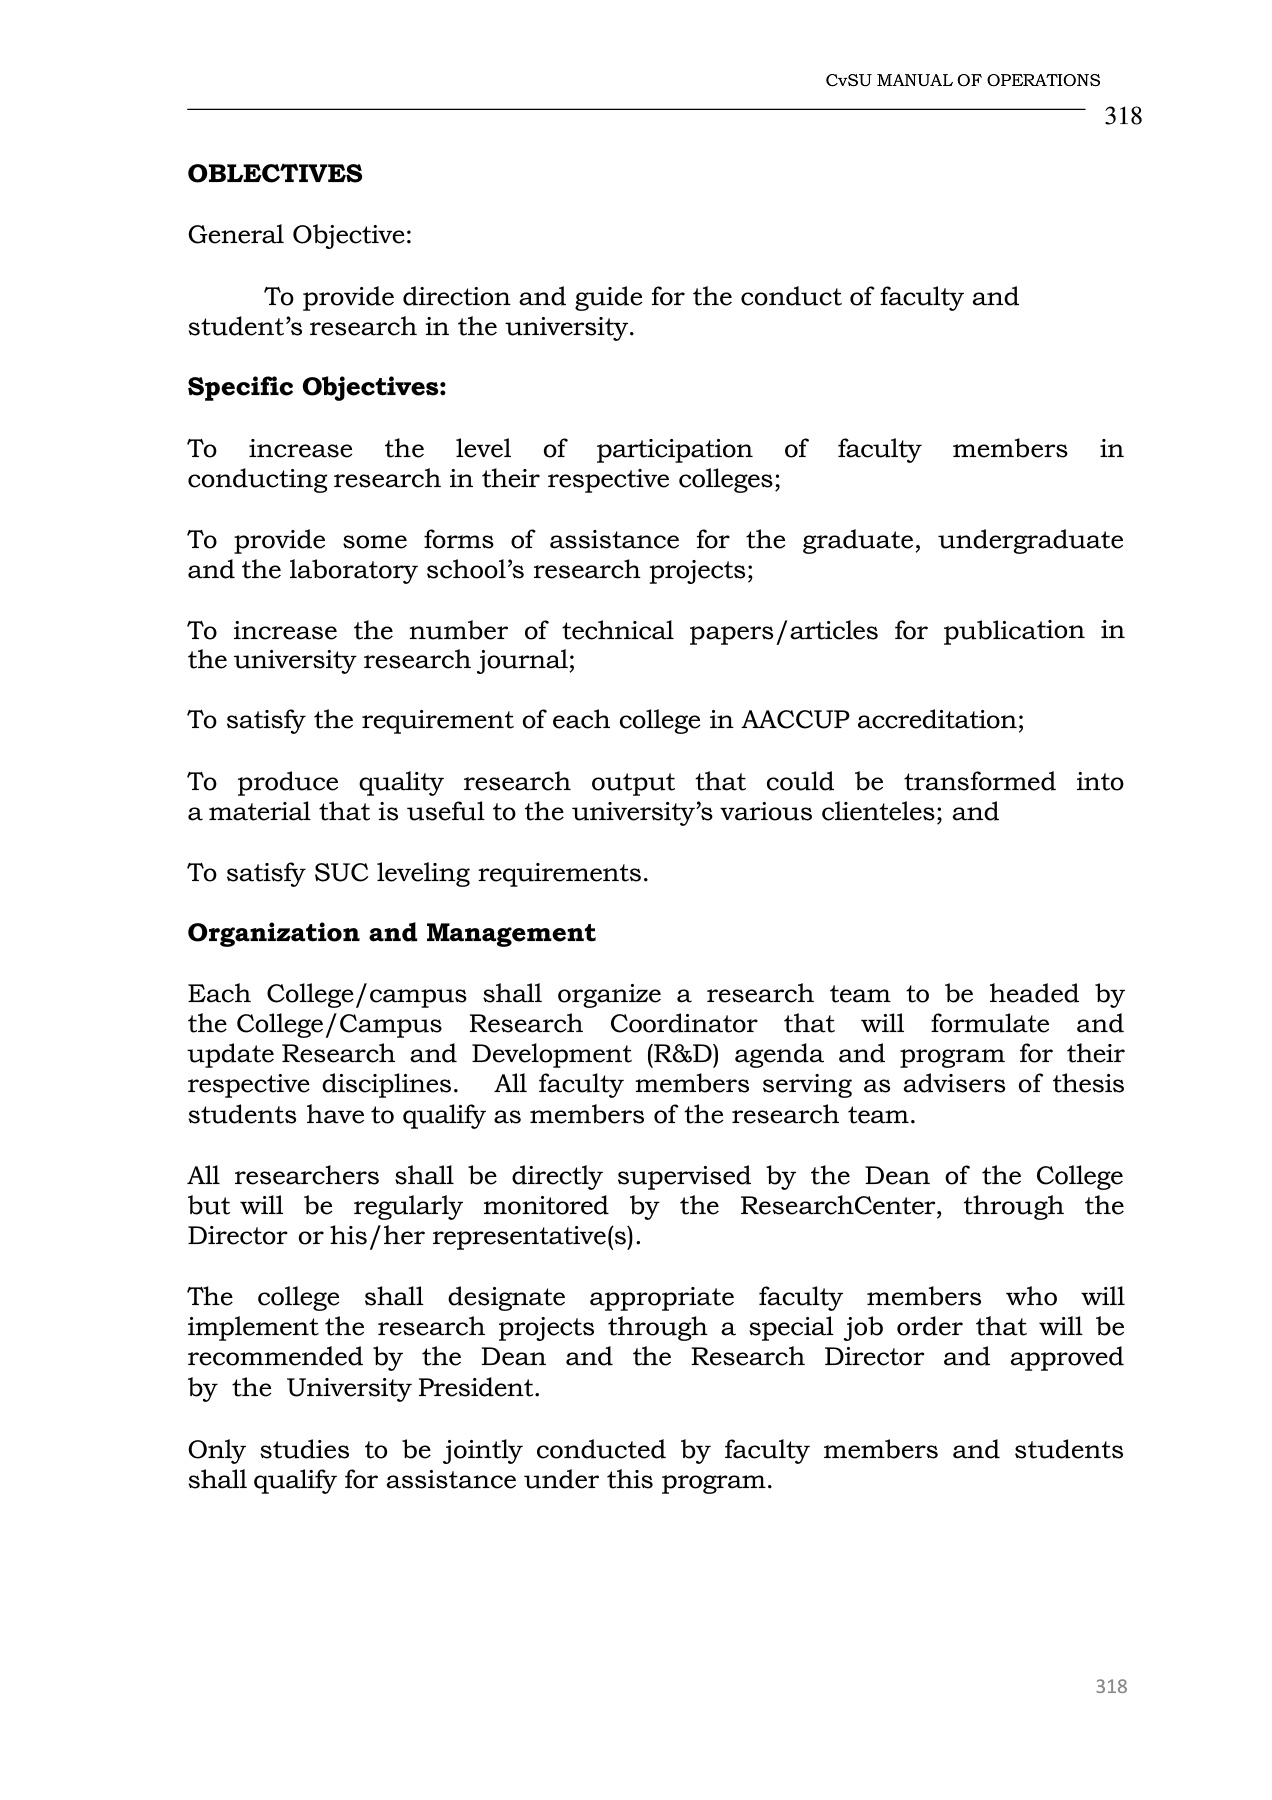 CvSU MANUAL OF OPERATIONS
318
OBLECTIVES
General Objective:
To provide direction and guide for the conduct of faculty and
student’s research in the university.
Specific Objectives:
To increase the level of participation of faculty members in
conducting research in their respective colleges;
To provide some forms of assistance for the graduate, undergraduate
and the laboratory school’s research projects;
To increase the number of technical papers/articles for publication in
the university research journal;
To satisfy the requirement of each college in AACCUP accreditation;
To produce quality research output that could be transformed into
a material that is useful to the university’s various clienteles; and
To satisfy SUC leveling requirements.
Organization and Management
Each College/campus shall organize a research team to be headed by
the College/Campus Research Coordinator that will formulate and
update Research and Development (R&D) agenda and program for their
respective disciplines. All faculty members serving as advisers of thesis
students have to qualify as members of the research team.
All researchers shall be directly supervised by the Dean of the College
but will be regularly monitored by the ResearchCenter, through the
Director or his/her representative(s).
The college shall designate appropriate faculty members who will
implement the research projects through a special job order that will be
recommended by the Dean and the Research Director and approved
by the University President.
Only studies to be jointly conducted by faculty members and students
shall qualify for assistance under this program.
318